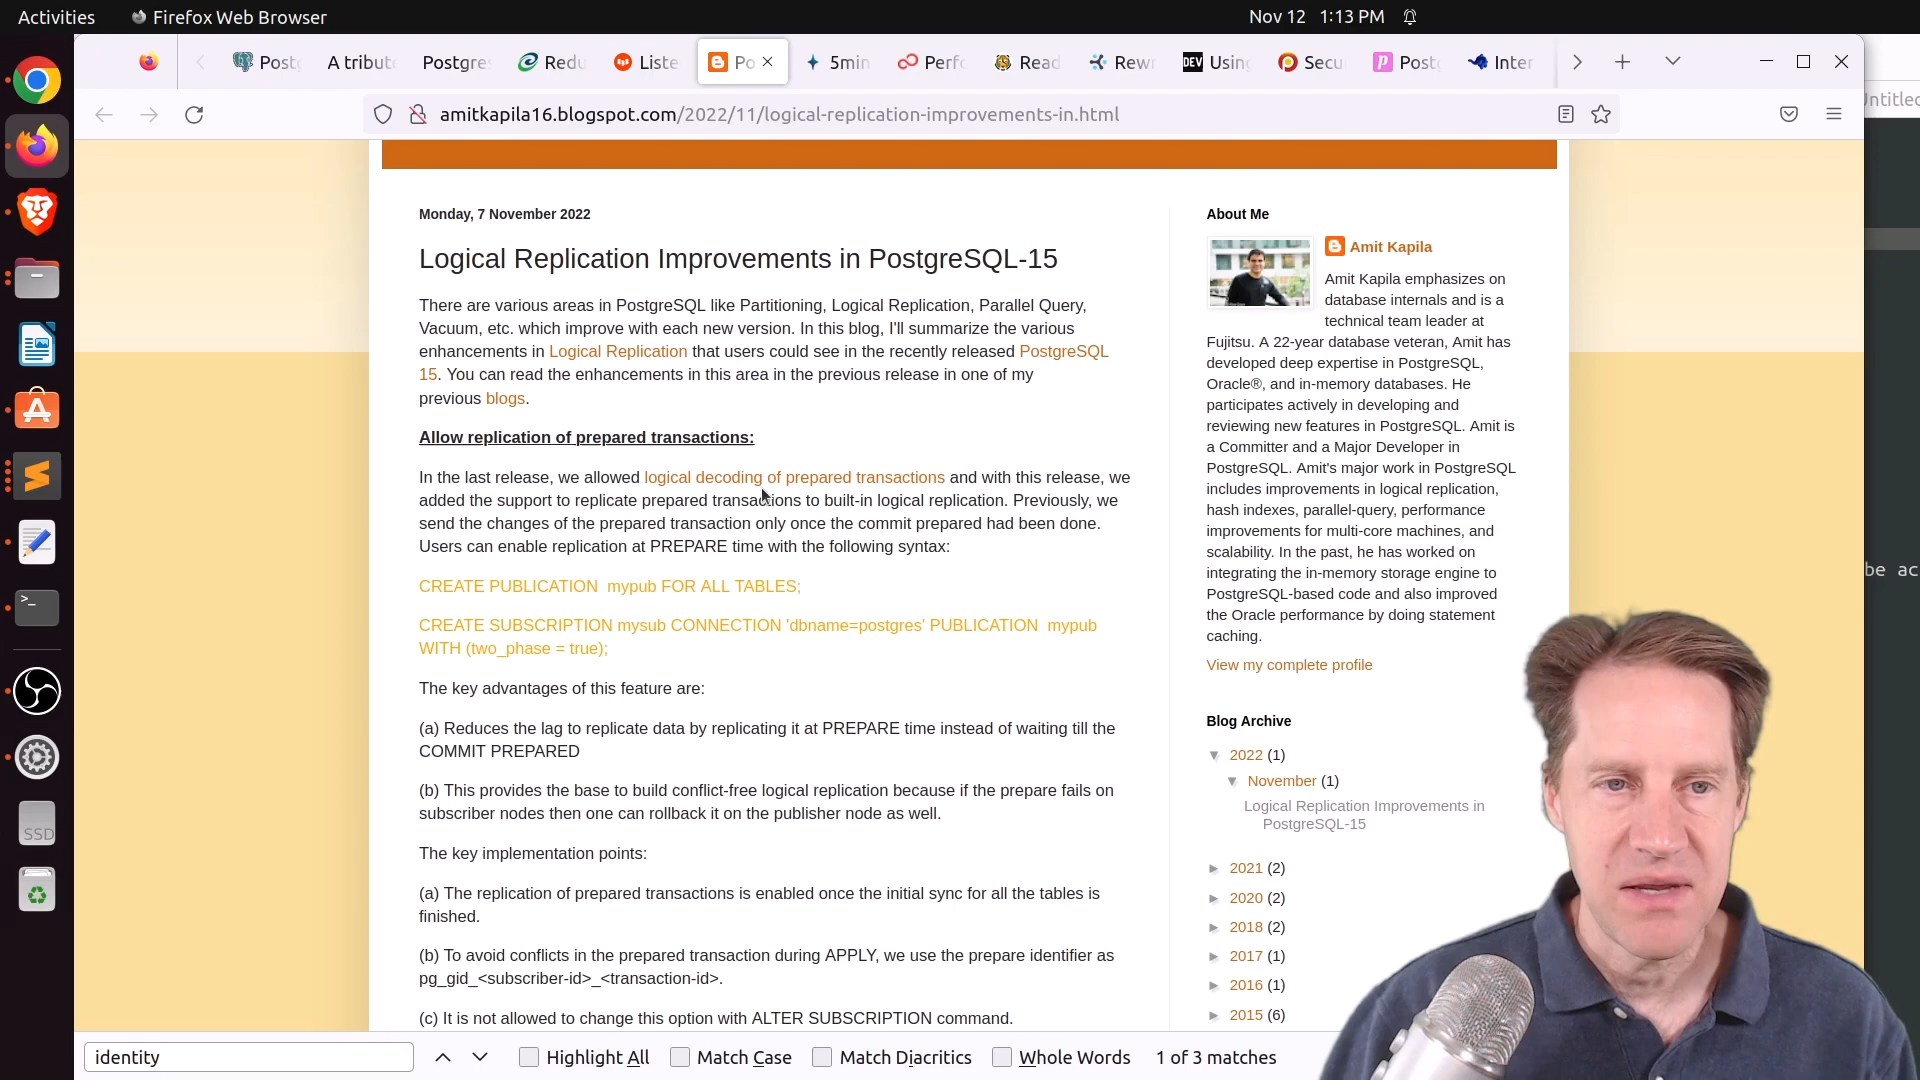 Activities
Firefox Web Browser
Nov 12 1:13 PM
Postg
A tribute
Postgres
Redu
Liste
Po
5min
Perfo
Read
Rewr
DEV Using
Secu
Postg
Inter
Untitled
amitkapila16.blogspot.com/2022/11/logical-replication-improvements-in.html
Monday, 7 November 2022
Logical Replication Improvements in PostgreSQL-15
There are various areas in PostgreSQL like Partitioning, Logical Replication, Parallel Query,
Vacuum, etc. which improve with each new version. In this blog, I'll summarize the various
enhancements in Logical Replication that users could see in the recently released PostgreSQL
15. You can read the enhancements in this area in the previous release in one of my
previous blogs.
Allow replication of prepared transactions:
In the last release, we allowed logical decoding of prepared transactions and with this release, we
added the support to replicate prepared transactions to built-in logical replication. Previously, we
send the changes of the prepared transaction only once the commit prepared had been done.
Users can enable replication at PREPARE time with the following syntax:
CREATE PUBLICATION  mypub FOR ALL TABLES;
CREATE SUBSCRIPTION mysub CONNECTION 'dbname=postgres' PUBLICATION  mypub
WITH (two_phase = true);
The key advantages of this feature are:
(a) Reduces the lag to replicate data by replicating it at PREPARE time instead of waiting till the
COMMIT PREPARED
(b) This provides the base to build conflict-free logical replication because if the prepare fails on
subscriber nodes then one can rollback it on the publisher node as well.
The key implementation points:
(a) The replication of prepared transactions is enabled once the initial sync for all the tables is
finished.
(b) To avoid conflicts in the prepared transaction during APPLY, we use the prepare identifier as
pg_gid_<subscriber-id>_<transaction-id>.
(c) It is not allowed to change this option with ALTER SUBSCRIPTION command.
About Me
Amit Kapila
Amit Kapila emphasizes on
database internals and is a
technical team leader at
Fujitsu. A 22-year database veteran, Amit has
developed deep expertise in PostgreSQL,
Oracle®, and in-memory databases. He
participates actively in developing and
reviewing new features in PostgreSQL. Amit is
a Committer and a Major Developer in
PostgreSQL. Amit's major work in PostgreSQL
includes improvements in logical replication,
hash indexes, parallel-query, performance
improvements for multi-core machines, and
scalability. In the past, he has worked on
integrating the in-memory storage engine to
PostgreSQL-based code and also improved
the Oracle performance by doing statement
caching.
View my complete profile
Blog Archive
▼ 2022 (1)
▼ November (1)
Logical Replication Improvements in
PostgreSQL-15
► 2021 (2)
► 2020 (2)
► 2018 (2)
► 2017 (1)
► 2016 (1)
► 2015 (6)
be ac
SSD
identity
Highlight All
Match Case
Match Diacritics
Whole Words
1 of 3 matches